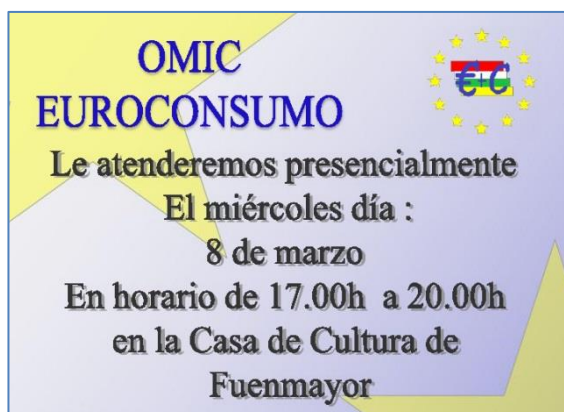 OMIC
EUROCONSUMO
€+C
Le atenderemos presencialmente
El miércoles día :
8 de marzo
En horario de 17.00h a 20.00h
en la Casa de Cultura de
Fuenmayor